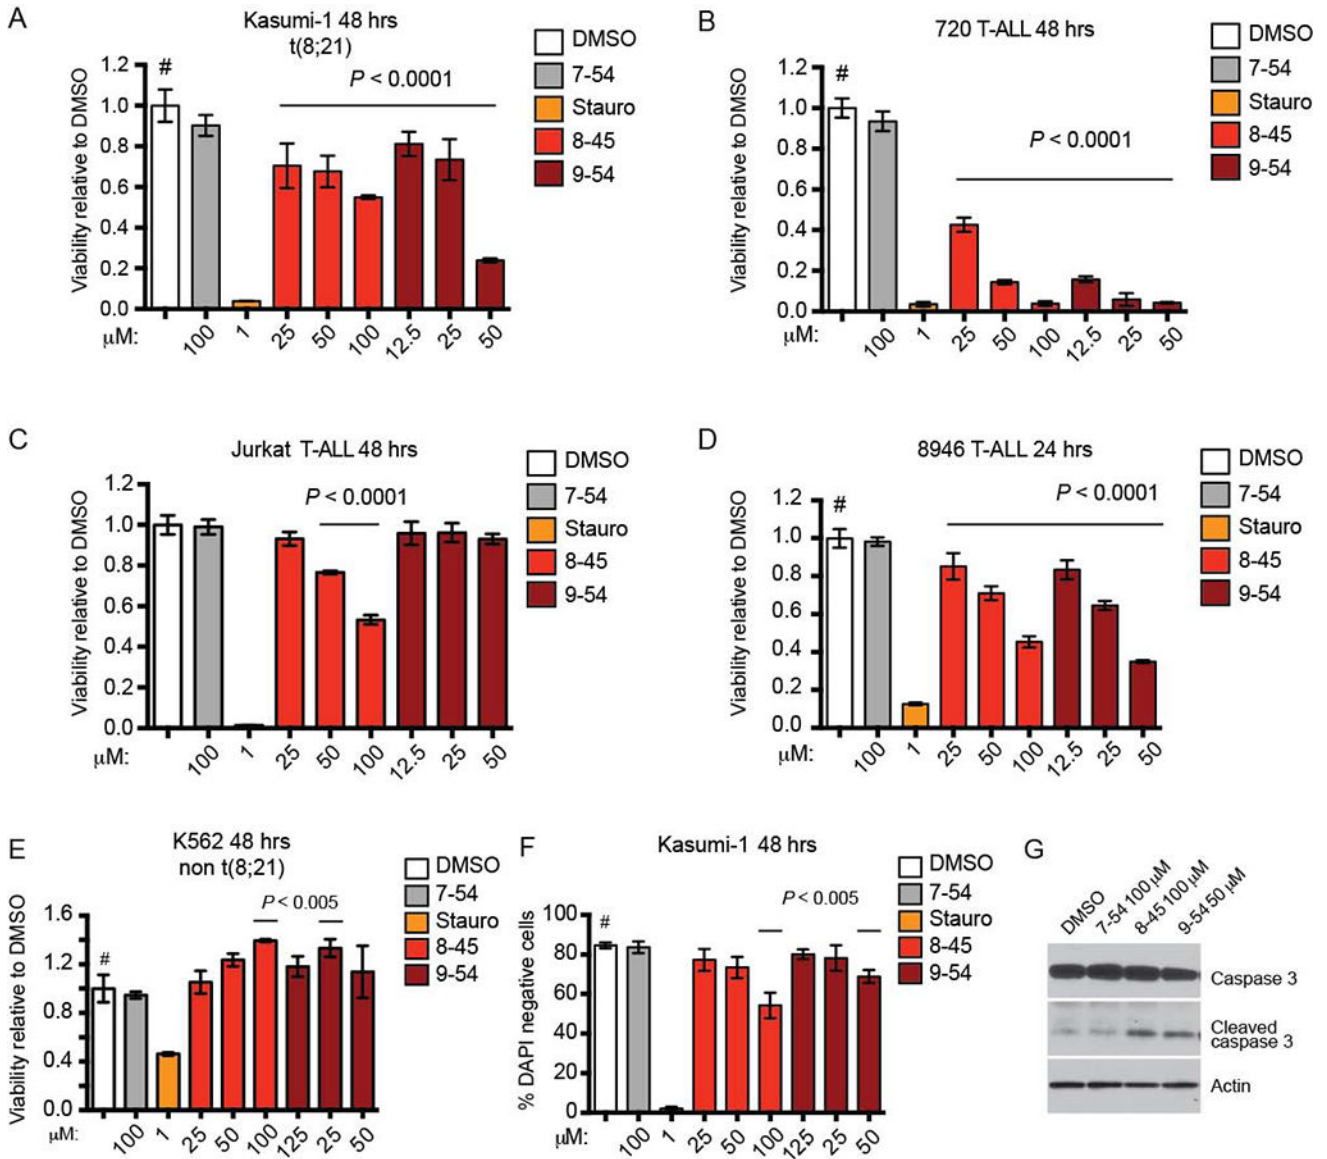 A
Kasumi-1 48 hrs
t(8;21)
Viability relative to DMSO
1.2
1.0
0.8
0.6
0.4
0.2
0.0
#
P < 0.0001
μM:
100
1
25
50
100
12.5
25
50
DMSO
7-54
Stauro
8-45
9-54
B
720 T-ALL 48 hrs
Viability relative to DMSO
1.2
1.0
0.8
0.6
0.4
0.2
0.0
#
P < 0.0001
μM:
100
1
25
50
100
12.5
25
50
DMSO
7-54
Stauro
8-45
9-54
C
Jurkat T-ALL 48 hrs
Viability relative to DMSO
1.2
1.0
0.8
0.6
0.4
0.2
0.0
P < 0.0001
μM:
100
1
25
50
100
12.5
25
50
DMSO
7-54
Stauro
8-45
9-54
D
8946 T-ALL 24 hrs
Viability relative to DMSO
1.2
1.0
0.8
0.6
0.4
0.2
0.0
#
P < 0.0001
μM:
100
1
25
50
100
12.5
25
50
DMSO
7-54
Stauro
8-45
9-54
E
K562 48 hrs
non t(8;21)
Viability relative to DMSO
1.6
1.2
0.8
0.4
0.0
#
P < 0.005
μM:
100
1
25
50
100
125
25
50
DMSO
7-54
Stauro
8-45
9-54
F
Kasumi-1 48 hrs
% DAPI negative cells
100
80
60
40
20
0
#
P < 0.005
μM:
100
1
25
50
100
125
25
50
DMSO
7-54
Stauro
8-45
9-54
G
DMSO
7-54 100 μM
8-45 100 μM
9-54 50 μM
Caspase 3
Cleaved
caspase 3
Actin